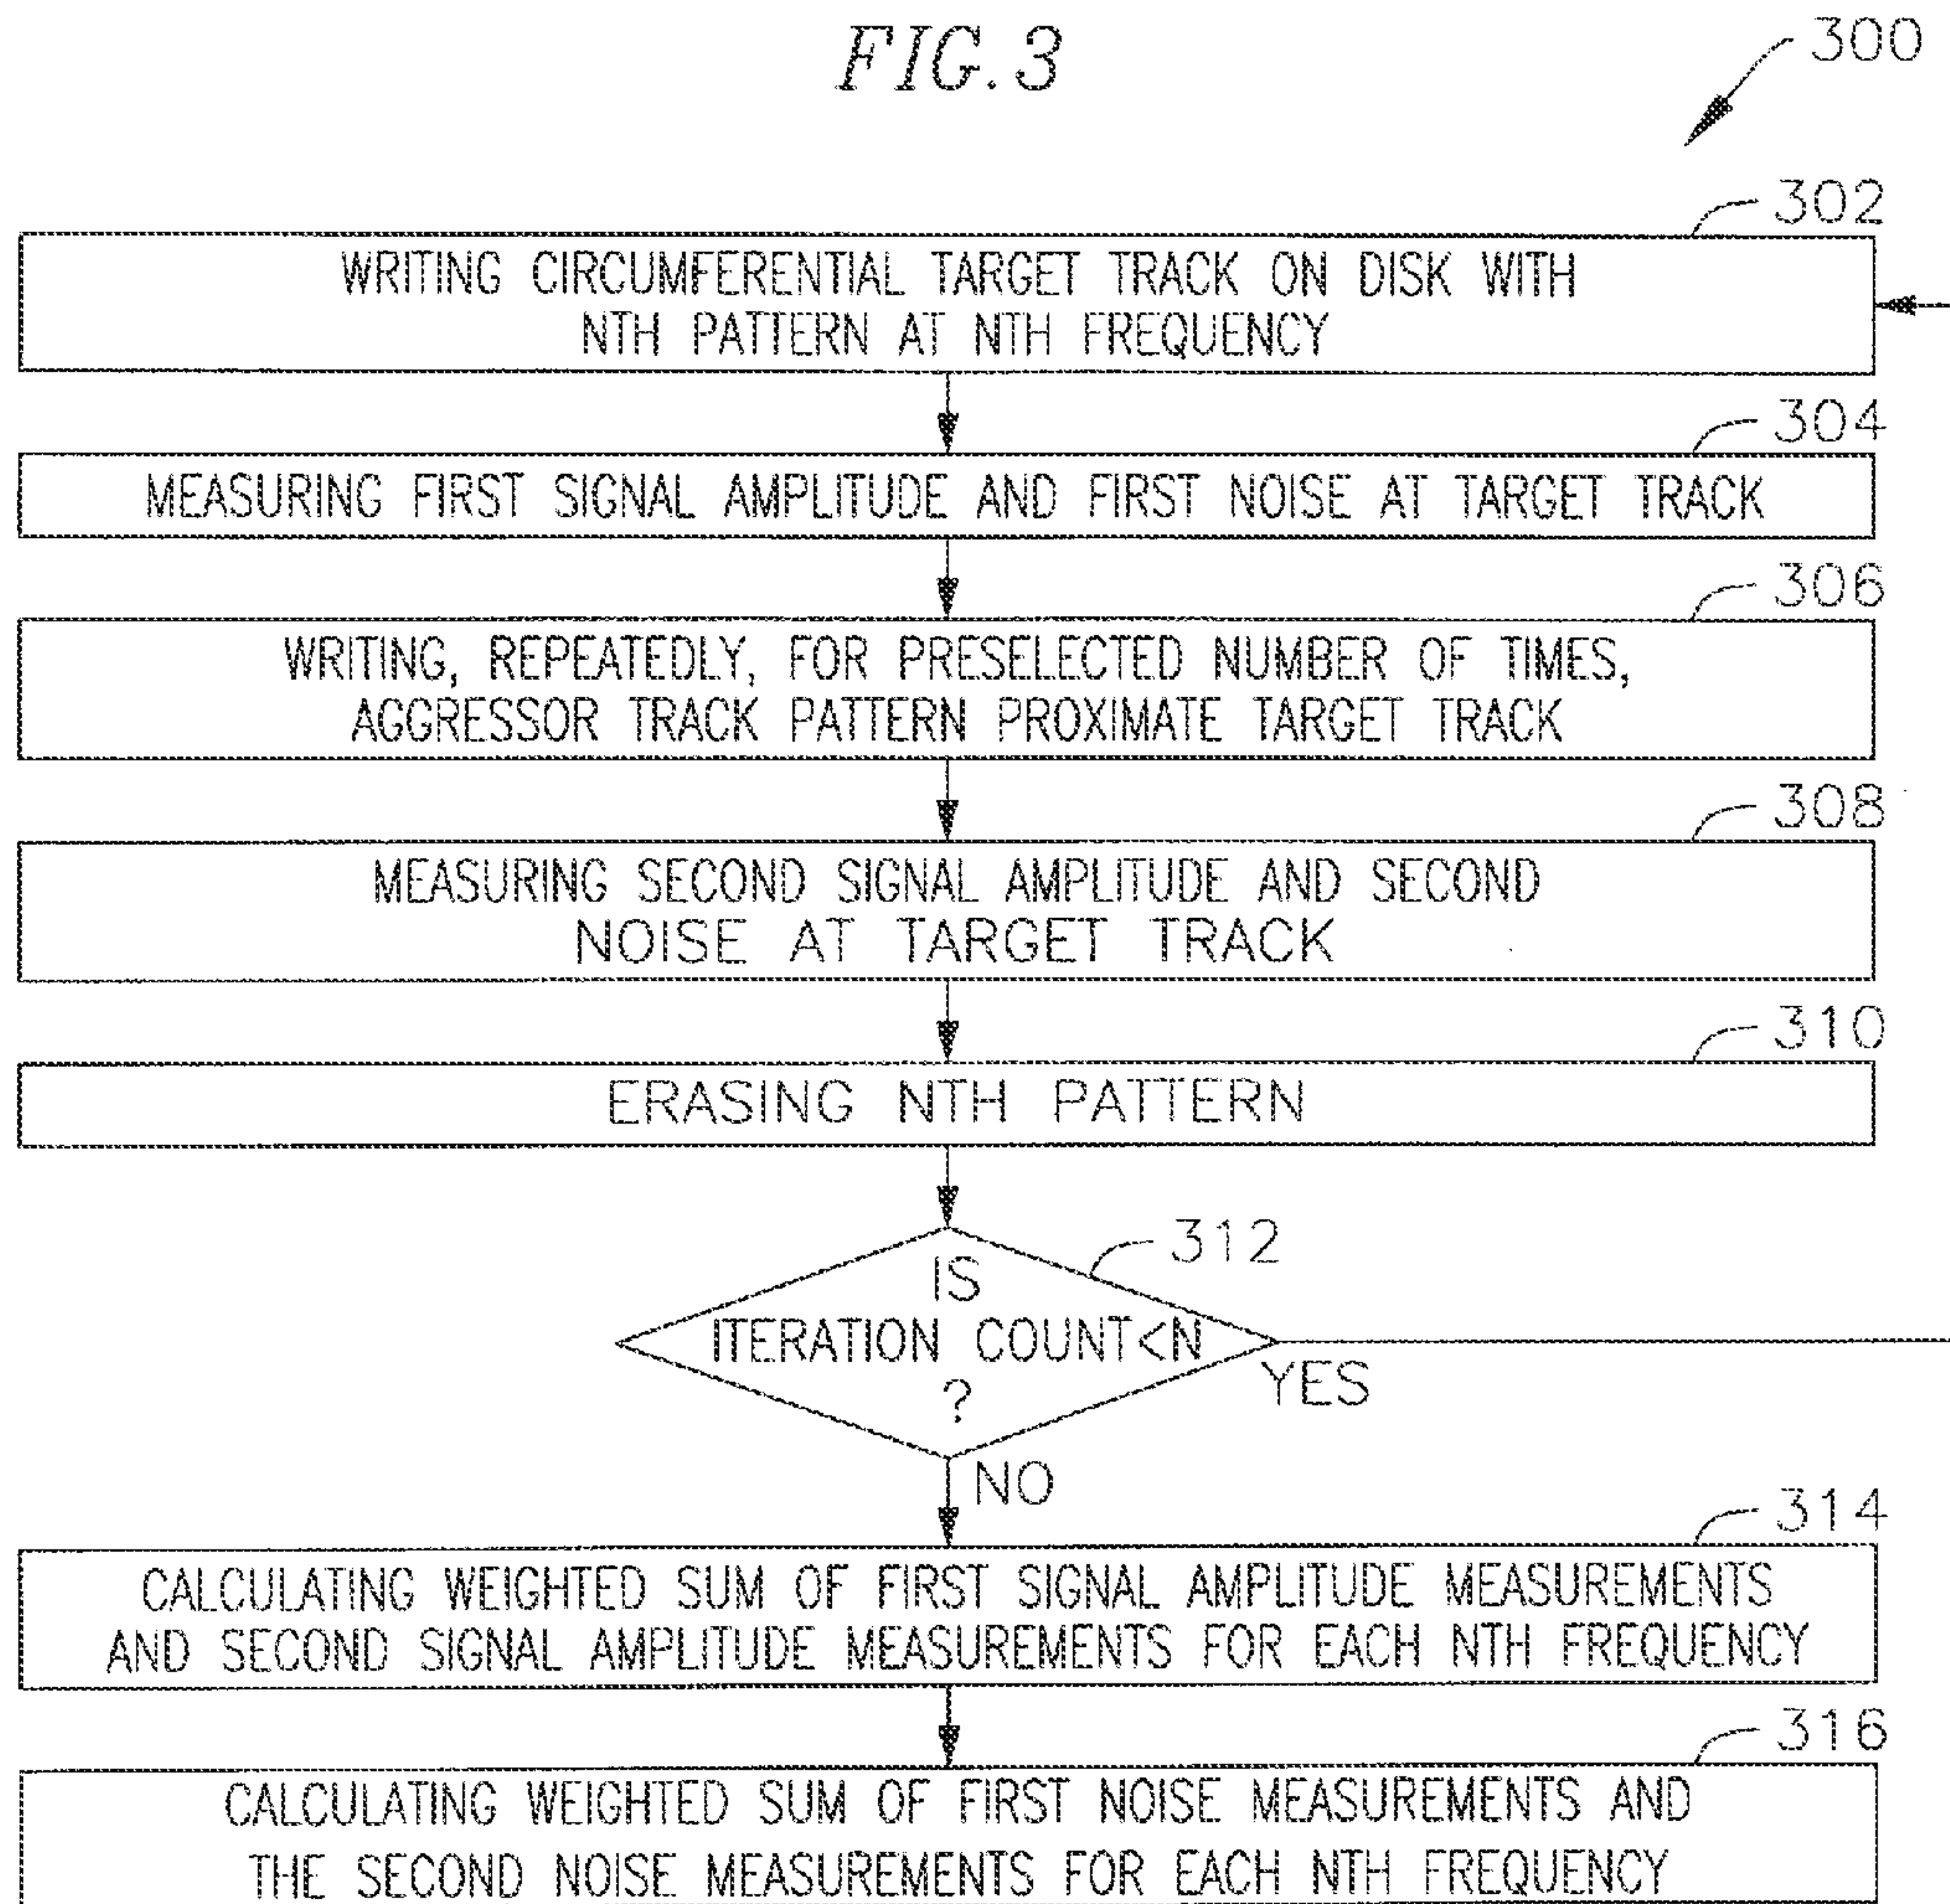 FIG. 3
300
302
WRITING CIRCUMFERENTIAL TARGET TRACK ON DISK WITH
NTH PATTERN AT NTH FREQUENCY
304
MEASURING FIRST SIGNAL AMPLITUDE AND FIRST NOISE AT TARGET TRACK
306
WRITING, REPEATEDLY, FOR PRESELECTED NUMBER OF TIMES,
AGGRESSOR TRACK PATTERN PROXIMATE TARGET TRACK
308
MEASURING SECOND SIGNAL AMPLITUDE AND SECOND
NOISE AT TARGET TRACK
310
ERASING NTH PATTERN
312
IS
ITERATION COUNT<N
?
YES
NO
314
CALCULATING WEIGHTED SUM OF FIRST SIGNAL AMPLITUDE MEASUREMENTS
AND SECOND SIGNAL AMPLITUDE MEASUREMENTS FOR EACH NTH FREQUENCY
316
CALCULATING WEIGHTED SUM OF FIRST NOISE MEASUREMENTS AND
THE SECOND NOISE MEASUREMENTS FOR EACH NTH FREQUENCY